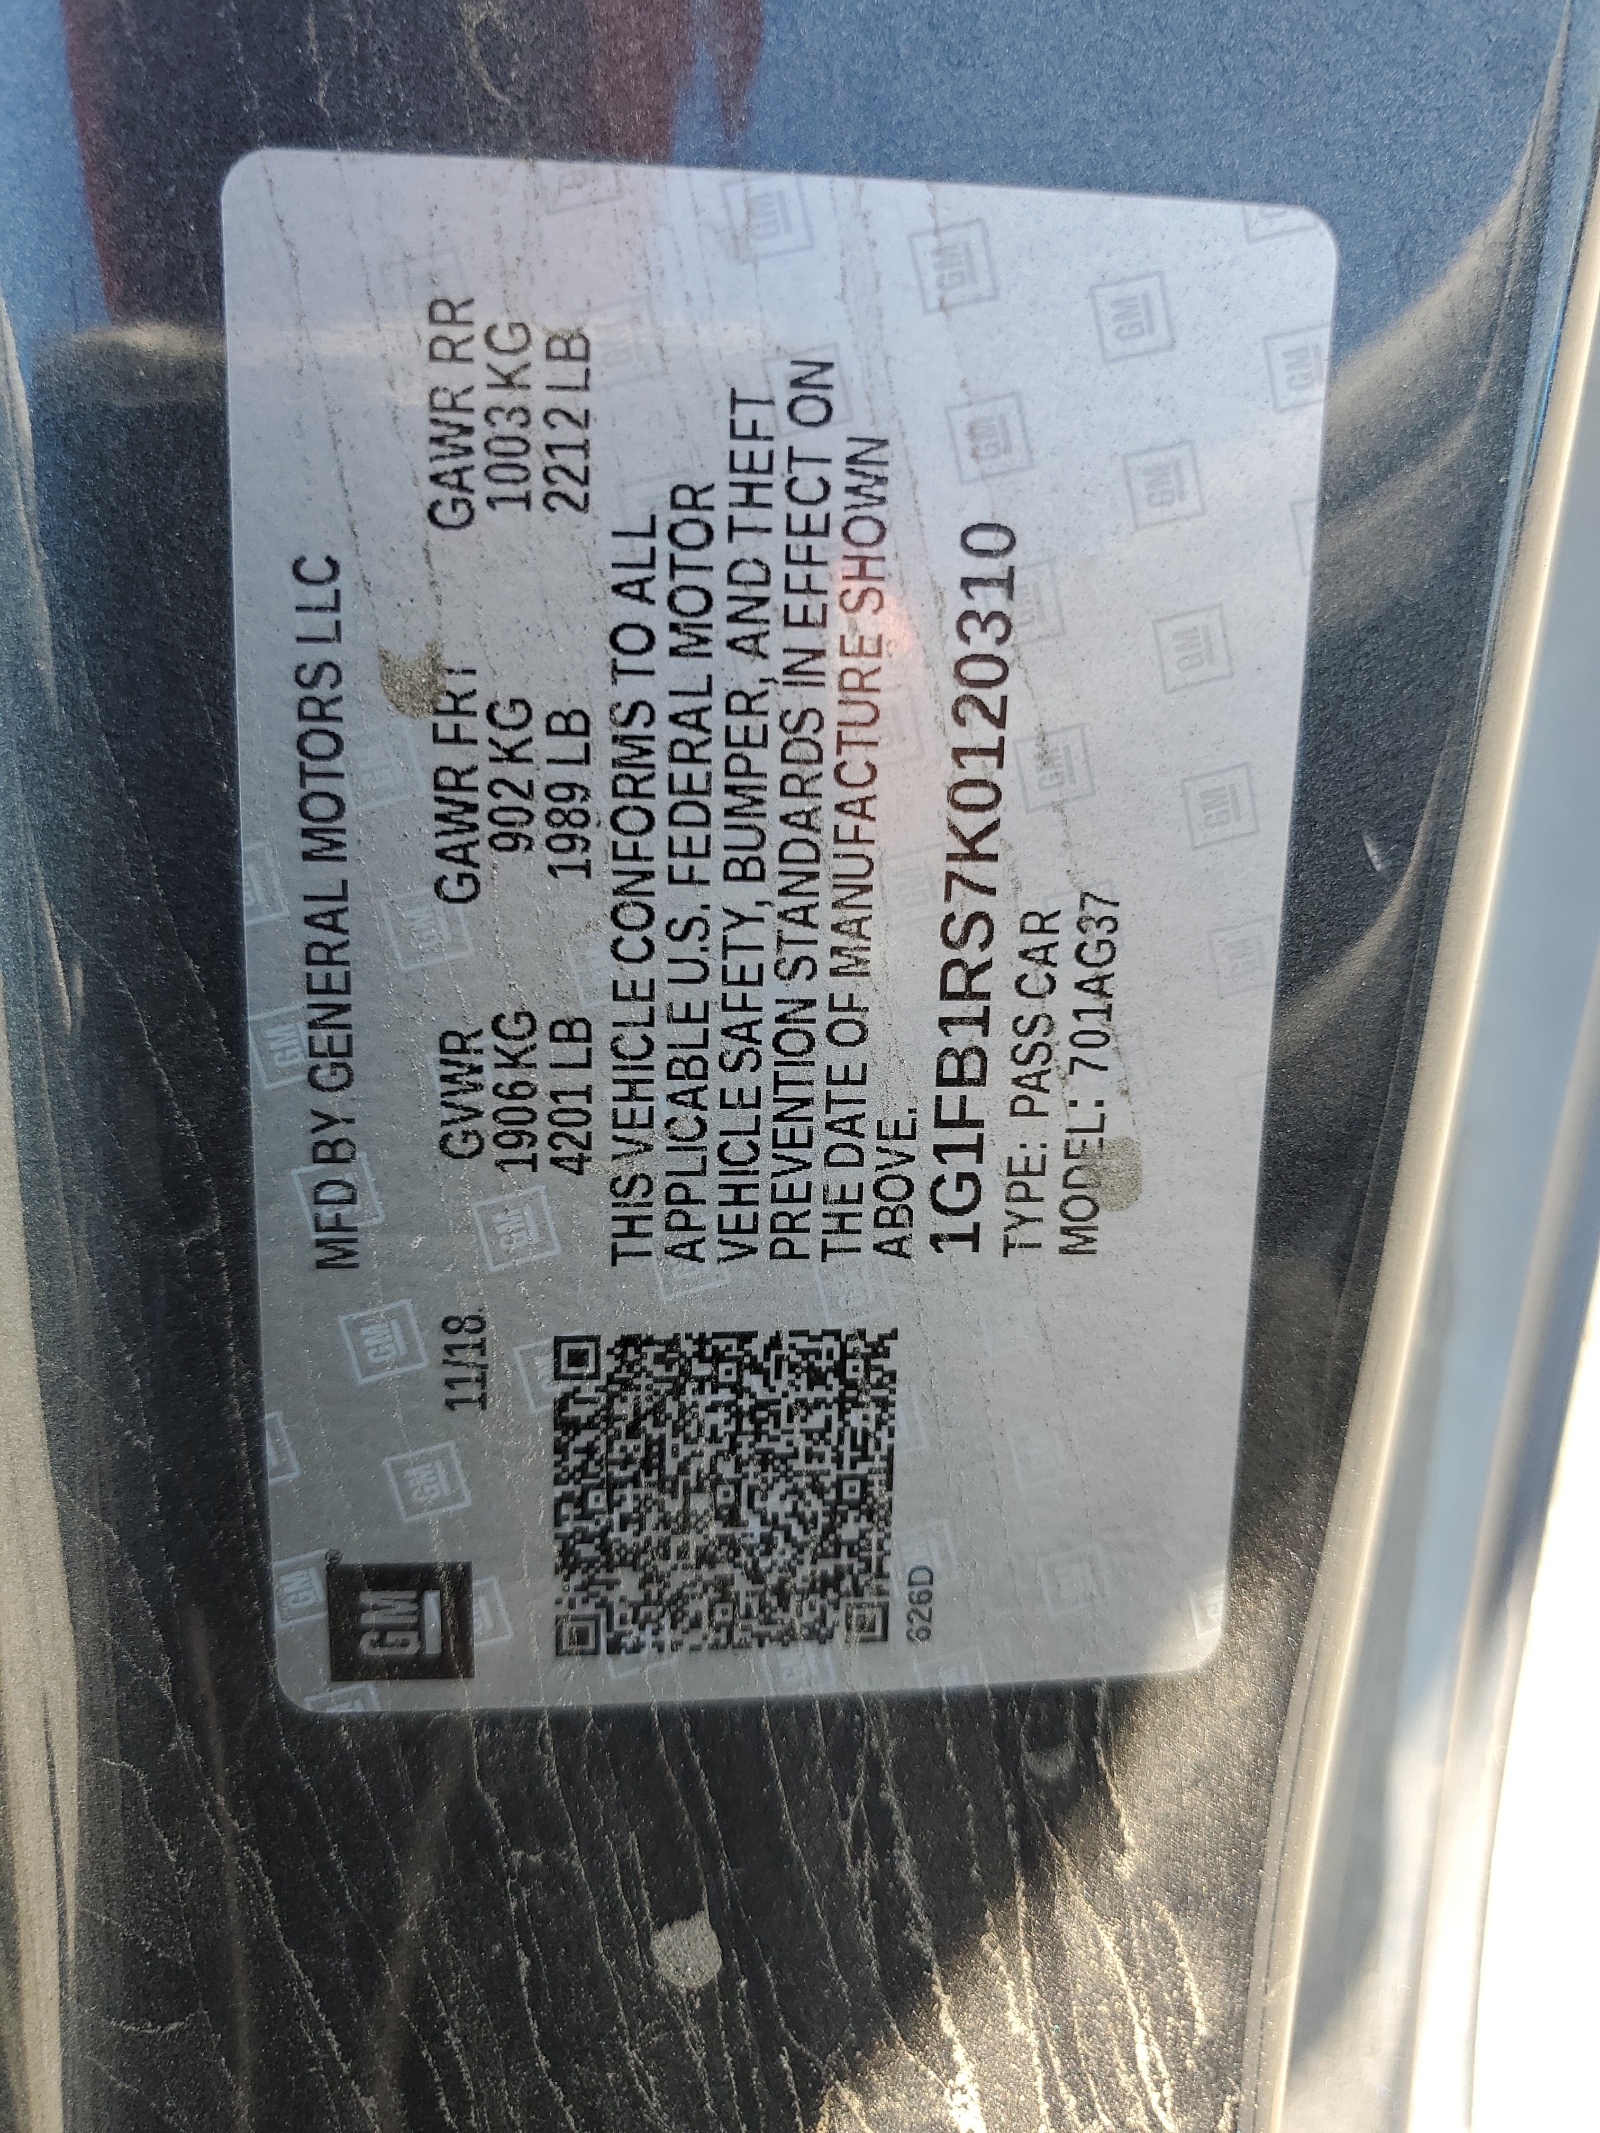 GM
MFD BY GENERAL MOTORS LLC
11/18
GVWR GAWR FRT GAWR RR
1906 KG 902 KG 1003 KG
4201 LB 1989 LB 2212 LB
THIS VEHICLE CONFORMS TO ALL
APPLICABLE U.S. FEDERAL MOTOR
VEHICLE SAFETY, BUMPER, AND THEFT
PREVENTION STANDARDS IN EFFECT ON
THE DATE OF MANUFACTURE SHOWN
ABOVE.
1G1FB1RS7K0120310
TYPE: PASS CAR
MODEL: 701AG37
626D